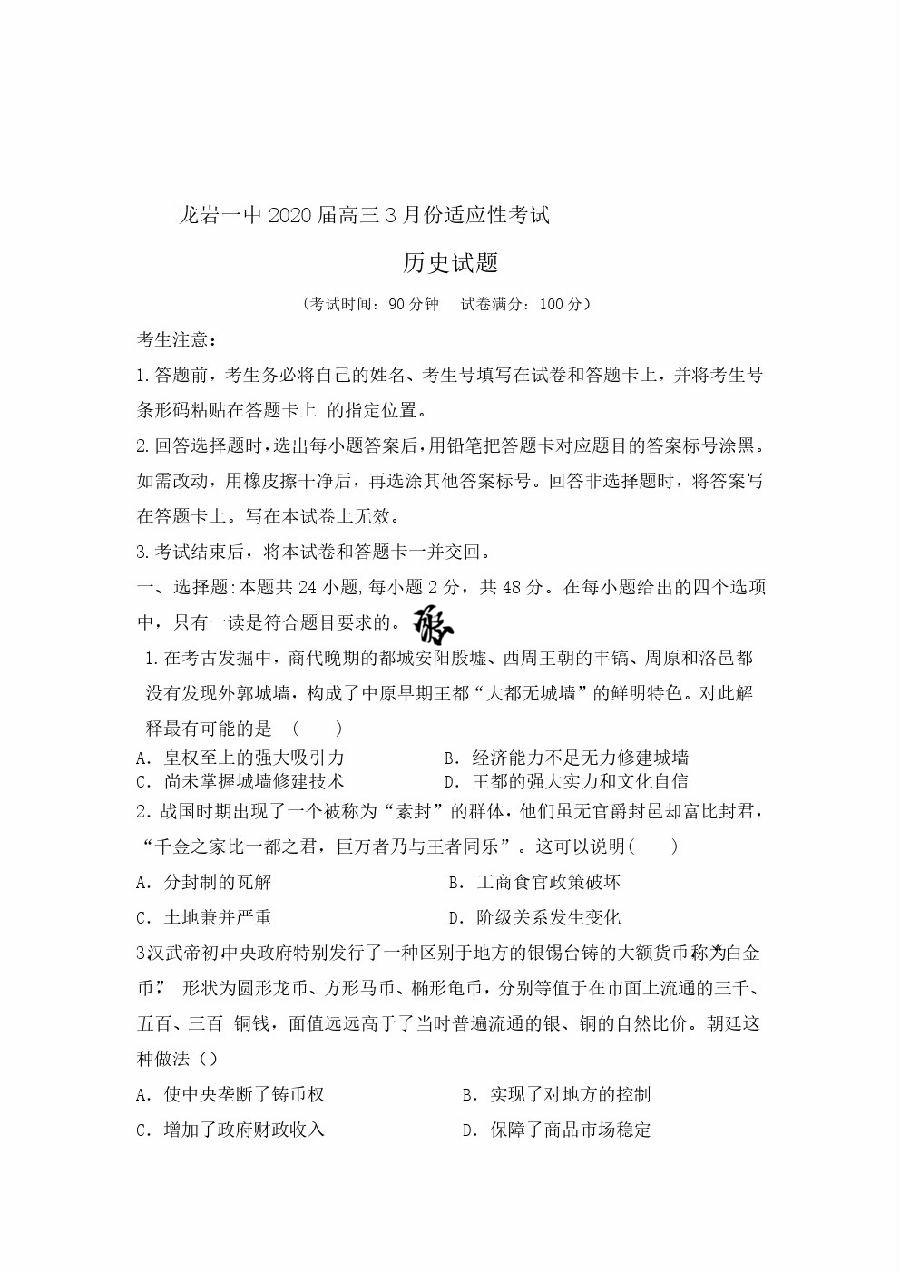 龙岩一中 2020 届高三 3 月份适应性考试
历史试题
(考试时间：90 分钟 试卷满分：100 分)
考生注意：
1.答题前，考生务必将自己的姓名、考生号填写在试卷和答题卡上，并将考生号
条形码粘贴在答题卡上 的指定位置。
2.回答选择题时,选出每小题答案后,用铅笔把答题卡对应题目的答案标号涂黑。
如需改动，用橡皮擦干净后，再选涂其他答案标号。回答非选择题时，将答案写
在答题卡上。写在本试卷上无效。
3.考试结束后，将本试卷和答题卡一并交回。
一、选择题:本题共 24 小题,每小题 2 分，共 48 分。在每小题给出的四个选项
中，只有一读是符合题目要求的。
1.在考古发掘中，商代晚期的都城安阳殷墟、西周王朝的丰镐、周原和洛邑都
没有发现外郭城墙，构成了中原早期王都“大都无城墙”的鲜明特色。对此解
释最有可能的是 ( )
A．皇权至上的强大吸引力 B．经济能力不足无力修建城墙
C．尚未掌握城墙修建技术 D．王都的强大实力和文化自信
2．战国时期出现了一个被称为“素封”的群体，他们虽无官爵封邑却富比封君，
“千金之家比一都之君，巨万者乃与王者同乐”。这可以说明( )
A．分封制的瓦解 B．工商食官政策破坏
C．土地兼并严重 D．阶级关系发生变化
3.汉武帝初,中央政府特别发行了一种区别于地方的银锡合铸的大额货币,称为“白金
币”， 形状为圆形龙币、方形马币、椭形龟币，分别等值于在市面上流通的三千、
五百、三百 铜钱，面值远远高于了当时普遍流通的银、铜的自然比价。朝廷这
种做法（）
A．使中央垄断了铸币权 B．实现了对地方的控制
C．增加了政府财政收入 D．保障了商品市场稳定